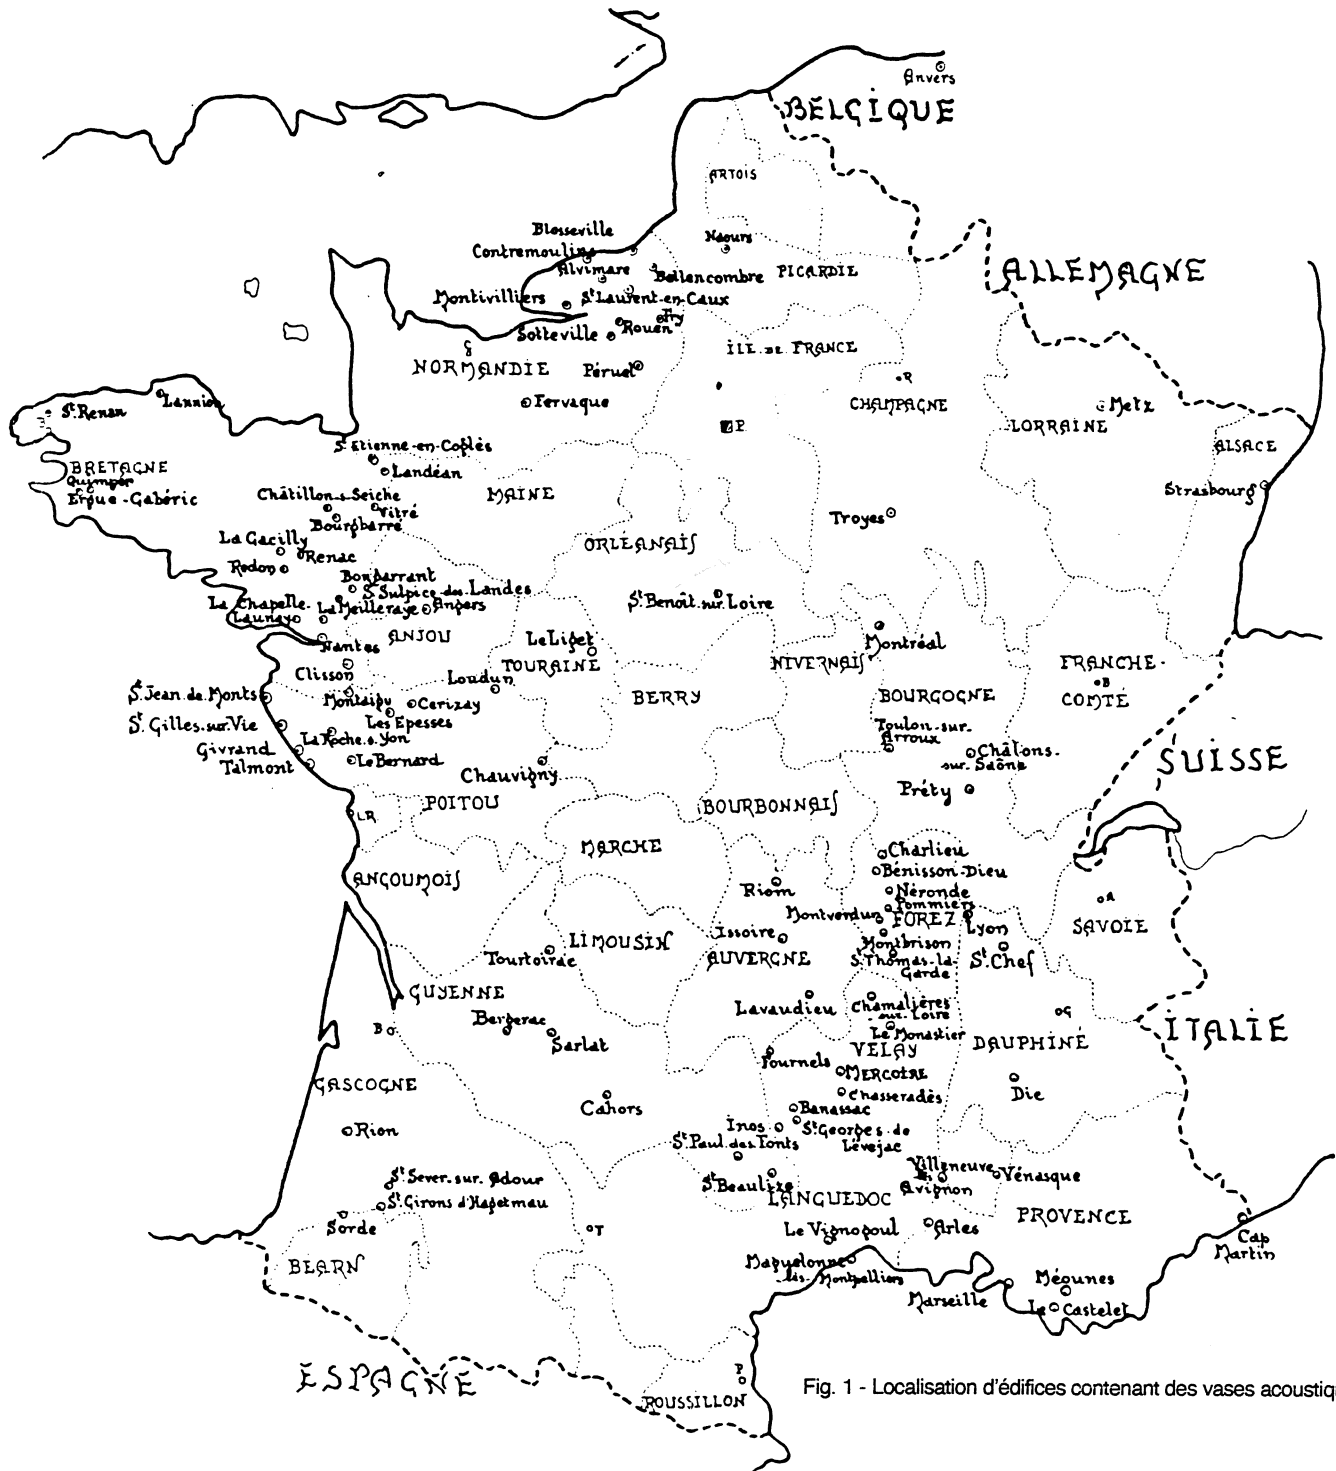 Anvers
BELGIQUE
ARTOIS
Blosseville
Naours
Contremoulins
Alvimare
Bellencombre
PICARDIE
ALLEMAGNE
Montivilliers
St Laurent-en-Caux
Fry
Rouen
Sotteville
ILE DE FRANCE
NORMANDIE
Péruel
R
CHAMPAGNE
Metz
LORRAINE
Fervaque
P.
St Renan
Lannion
ALSACE
St Etienne-en-Coglès
Landéan
BRETAGNE
Quimper
Ergue-Gabéric
Châtillon-s-Seiche
Vitré
Bourgbarré
MAINE
Strasbourg
Troyes
La Gacilly
Renac
Redon
ORLÉANAIS
St Sulpice-des-Landes
La Chapelle-
Launay
La Meilleraye
Angers
St Benoît-sur-Loire
Nantes
ANJOU
Le Liget
TOURAINE
Montréal
NIVERNAIS
FRANCHE-
COMTÉ
B
Clisson
Loudun
BERRY
BOURGOGNE
St Jean de Monts
Montaigu
Cerizay
Les Epesses
St Gilles-sur-Vie
La Roche-s-Yon
Givrand
Talmont
Le Bernard
Toulon-sur-
Arroux
Châlons-
sur-Saône
SUISSE
Chauvigny
Préty
POITOU
BOURBONNAIS
LR
MARCHE
Charlieu
Bénisson-Dieu
ANGOUMOIS
Riom
Néronde
Pommiers
Montverdun
FOREZ
Lyon
A
SAVOIE
Issoire
LIMOUSIN
AUVERGNE
Montbrison
St Thomas-la-
Garde
St Chef
Tourtoirac
GUYENNE
Lavaudieu
Chamalières
sur-Loire
Bergerac
B
Sarlat
Le Monastier
G
ITALIE
VELAY
DAUPHINÉ
Fournels
MERCOIRE
GASCOGNE
Chasseradès
Die
Cahors
Banassac
Rion
Inos
St Georges-de
Lévejac
St Paul des Fonts
Villeneuve
Vénasque
Avignon
St Sever-sur-Adour
St Beaulize
St Girons d'Hagetmau
LANGUEDOC
PROVENCE
Sorde
T
Le Vignogoul
Arles
Cap
Martin
BEARN
Maguelonne
lès-Montpelliers
Marseille
Mégunes
Le Castelet
ESPAGNE
P
ROUSSILLON
Fig. 1 - Localisation d'édifices contenant des vases acoustiq